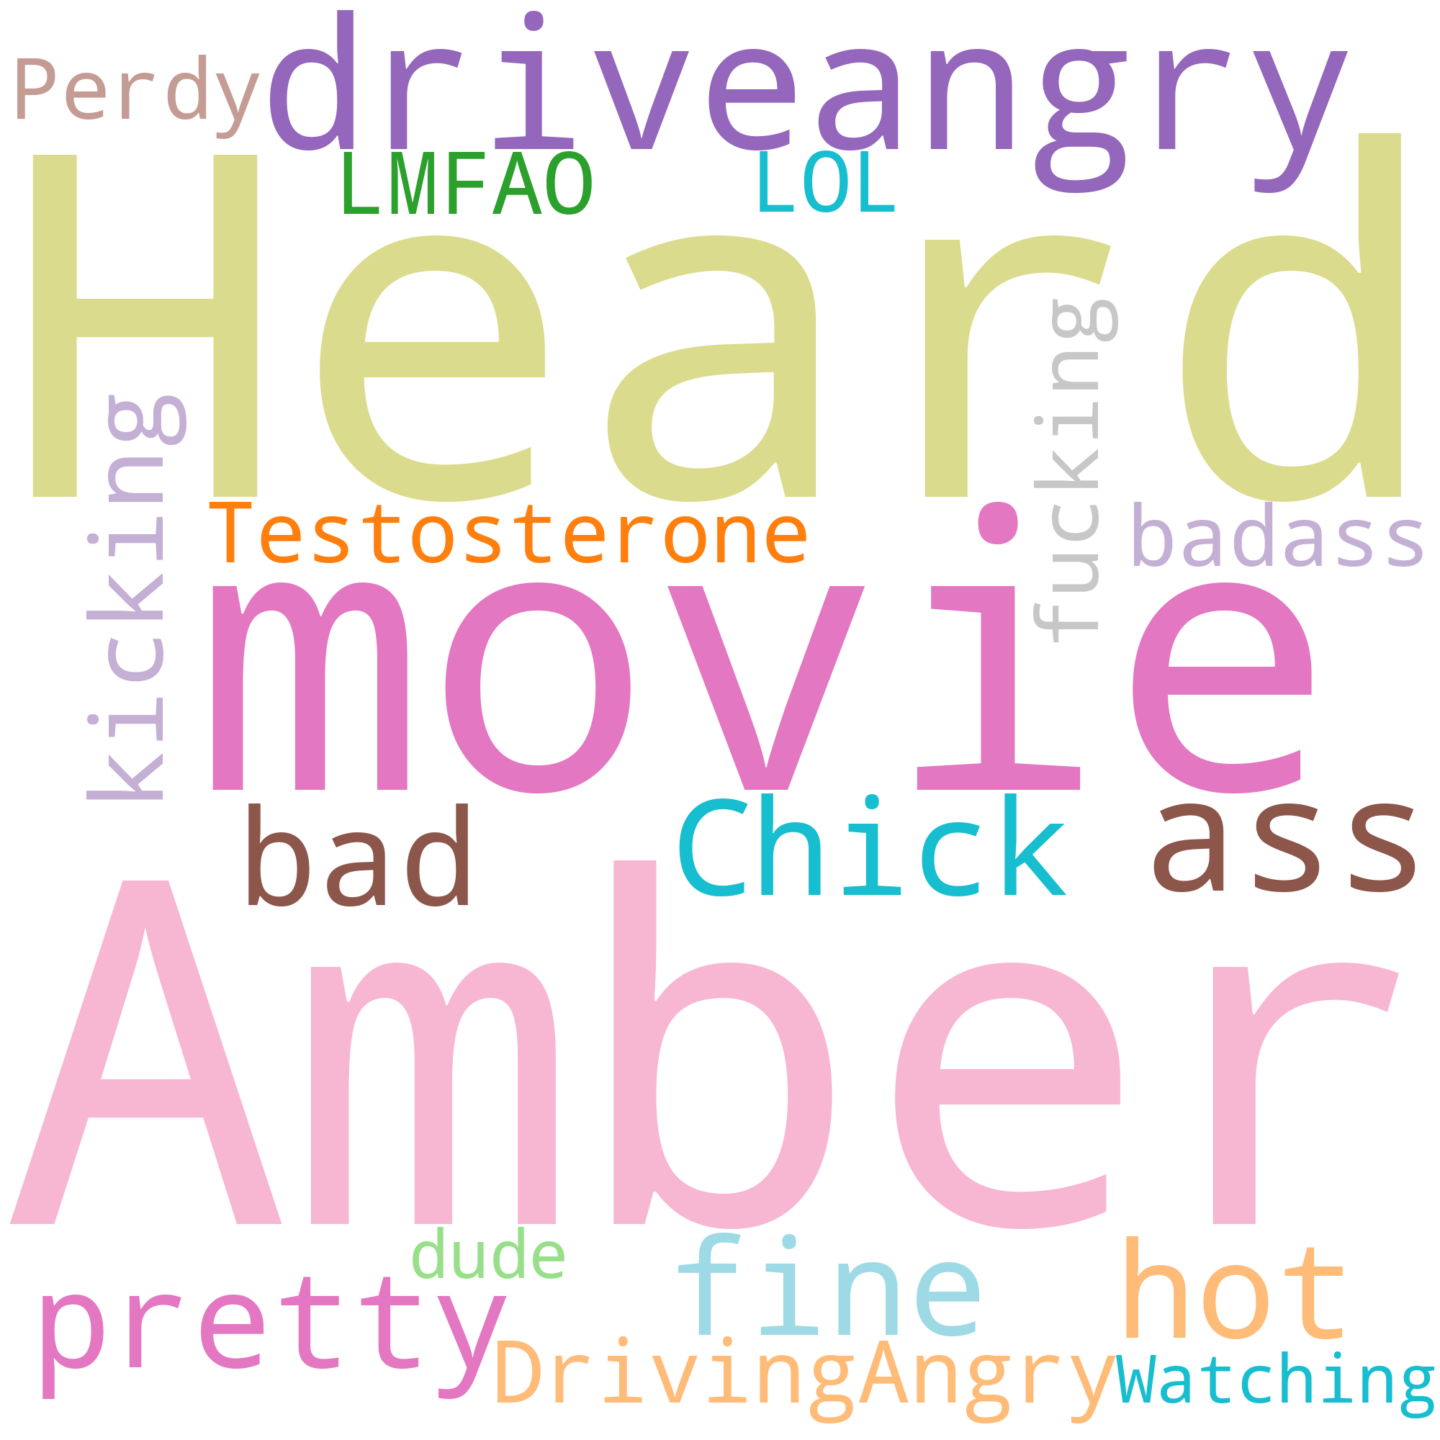 Perdy
driveangry
LMFAO
LOL
Heard
kicking
fucking
Testosterone
badass
movie
bad
Chick
ass
Amber
dude
pretty
fine
hot
DrivingAngry
Watching